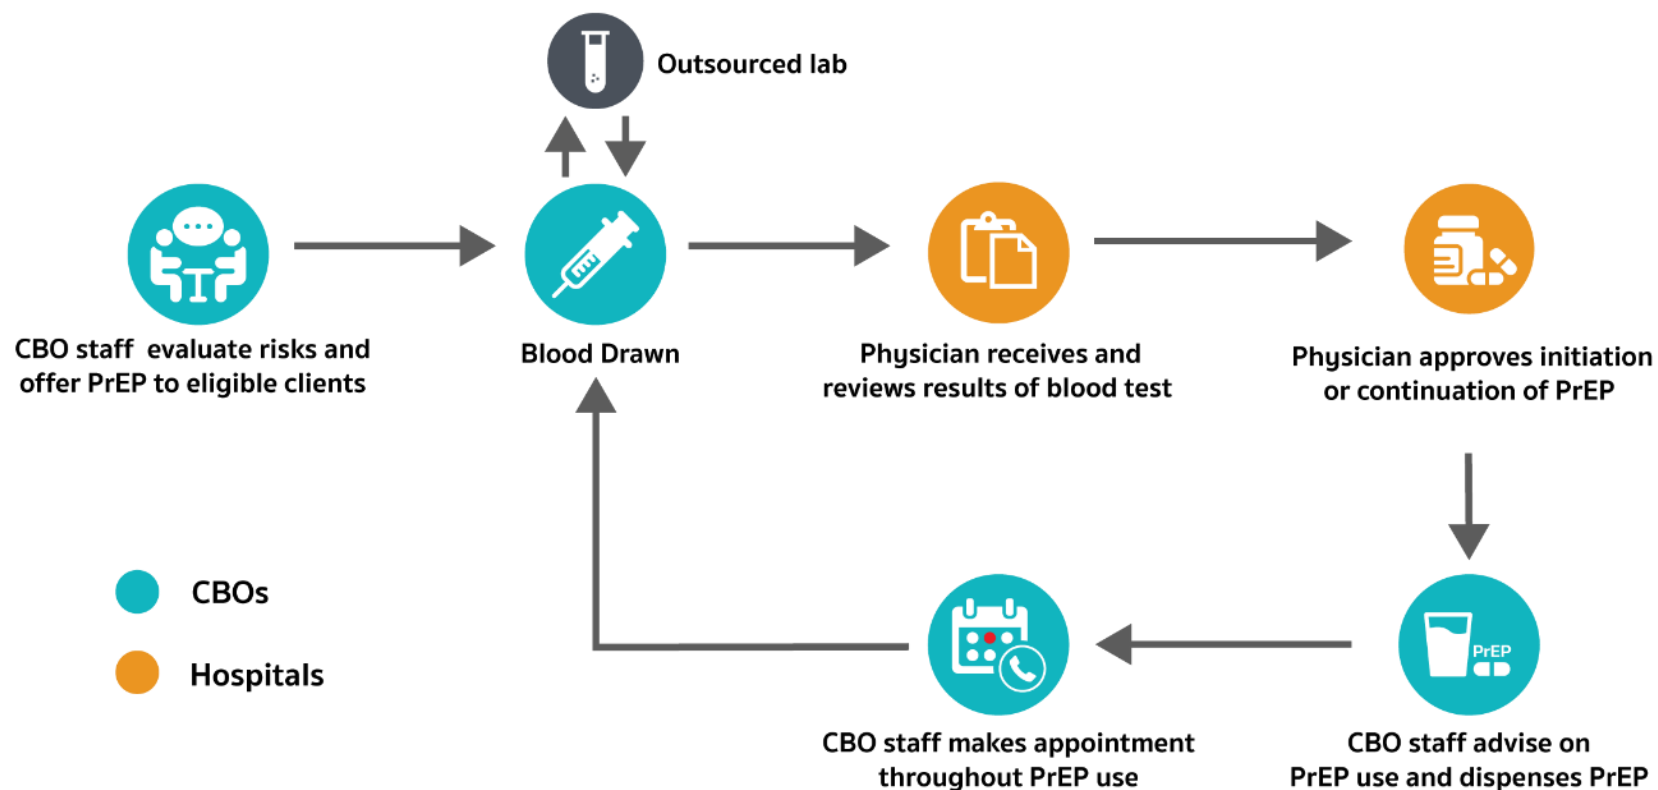 Outsourced lab
CBO staff evaluate risks and
offer PrEP to eligible clients
Blood Drawn
Physician receives and
reviews results of blood test
Physician approves initiation
or continuation of PrEP
CBOs
Hospitals
PrEP
CBO staff makes appointment
throughout PrEP use
CBO staff advise on
PrEP use and dispenses PrEP